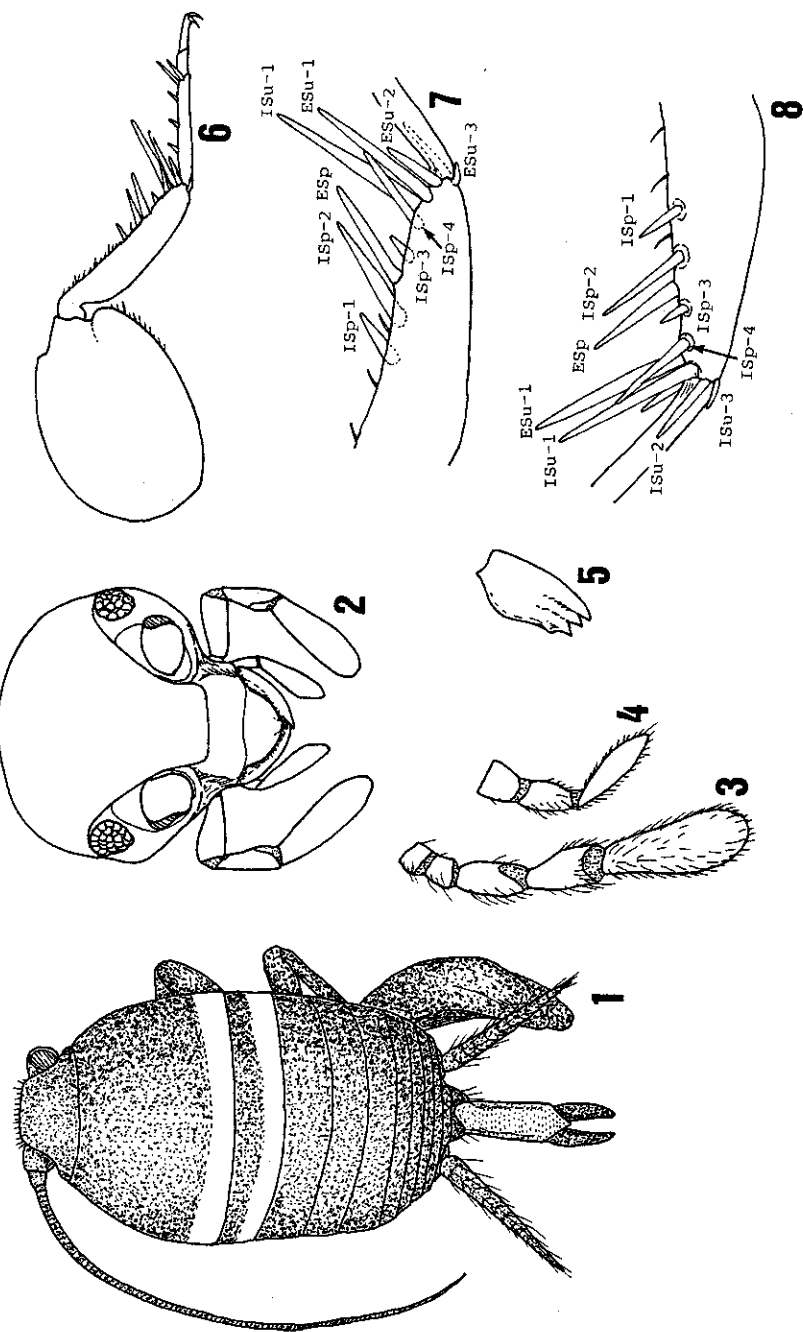 1
2
3
4
5
6
ISu-1
ESu-1
ESu-2
7
ESu-3
ESp
ISp-2
ISp-1
ISp-3
ISp-4
8
ISp-1
ISp-2
ESp
ISp-3
ISp-4
ESu-1
ISu-1
ISu-2
ISu-3